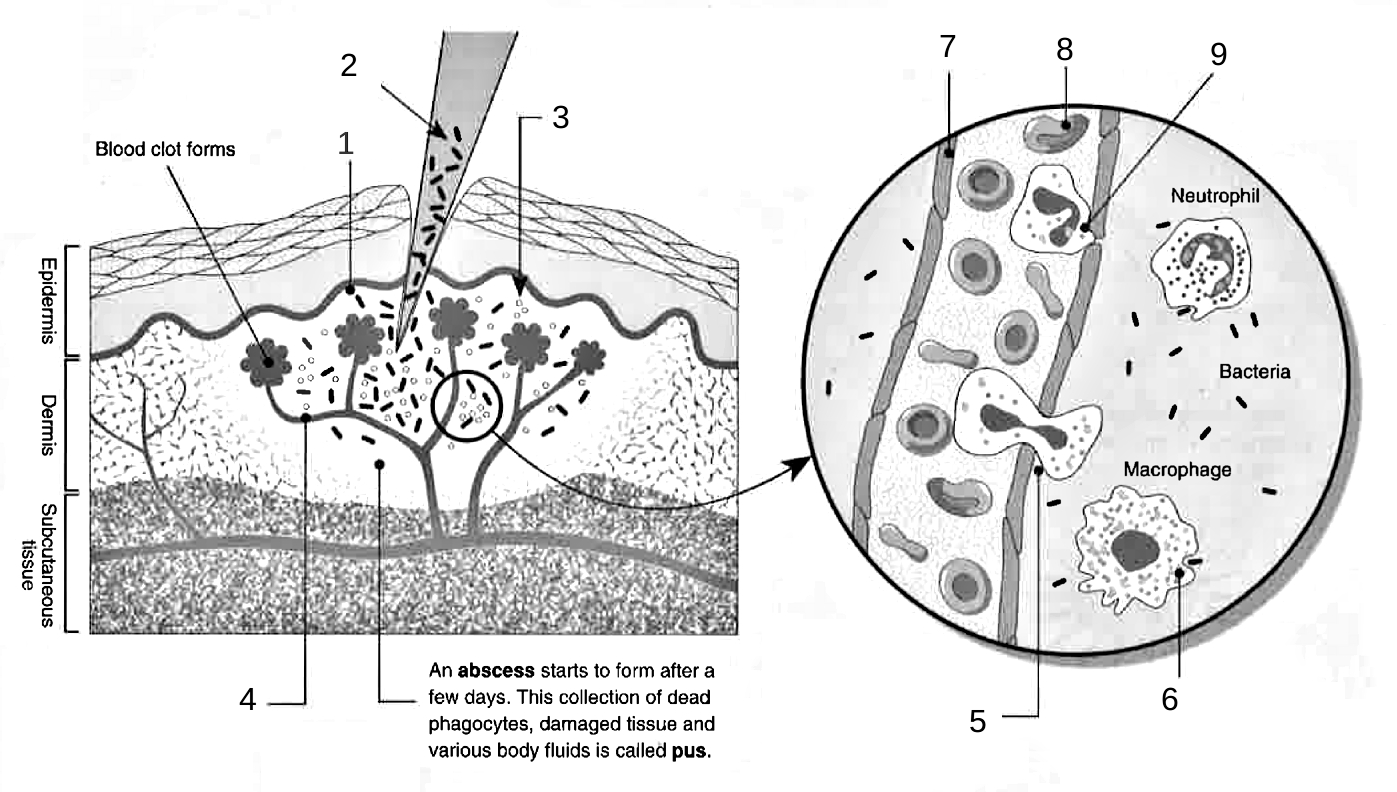 2
1
3
Blood clot forms
Epidermis
Dermis
Subcutaneous
tissue
4
An abscess starts to form after a
few days. This collection of dead
phagocytes, damaged tissue and
various body fluids is called pus.
7
8
9
Neutrophil
Bacteria
Macrophage
5
6